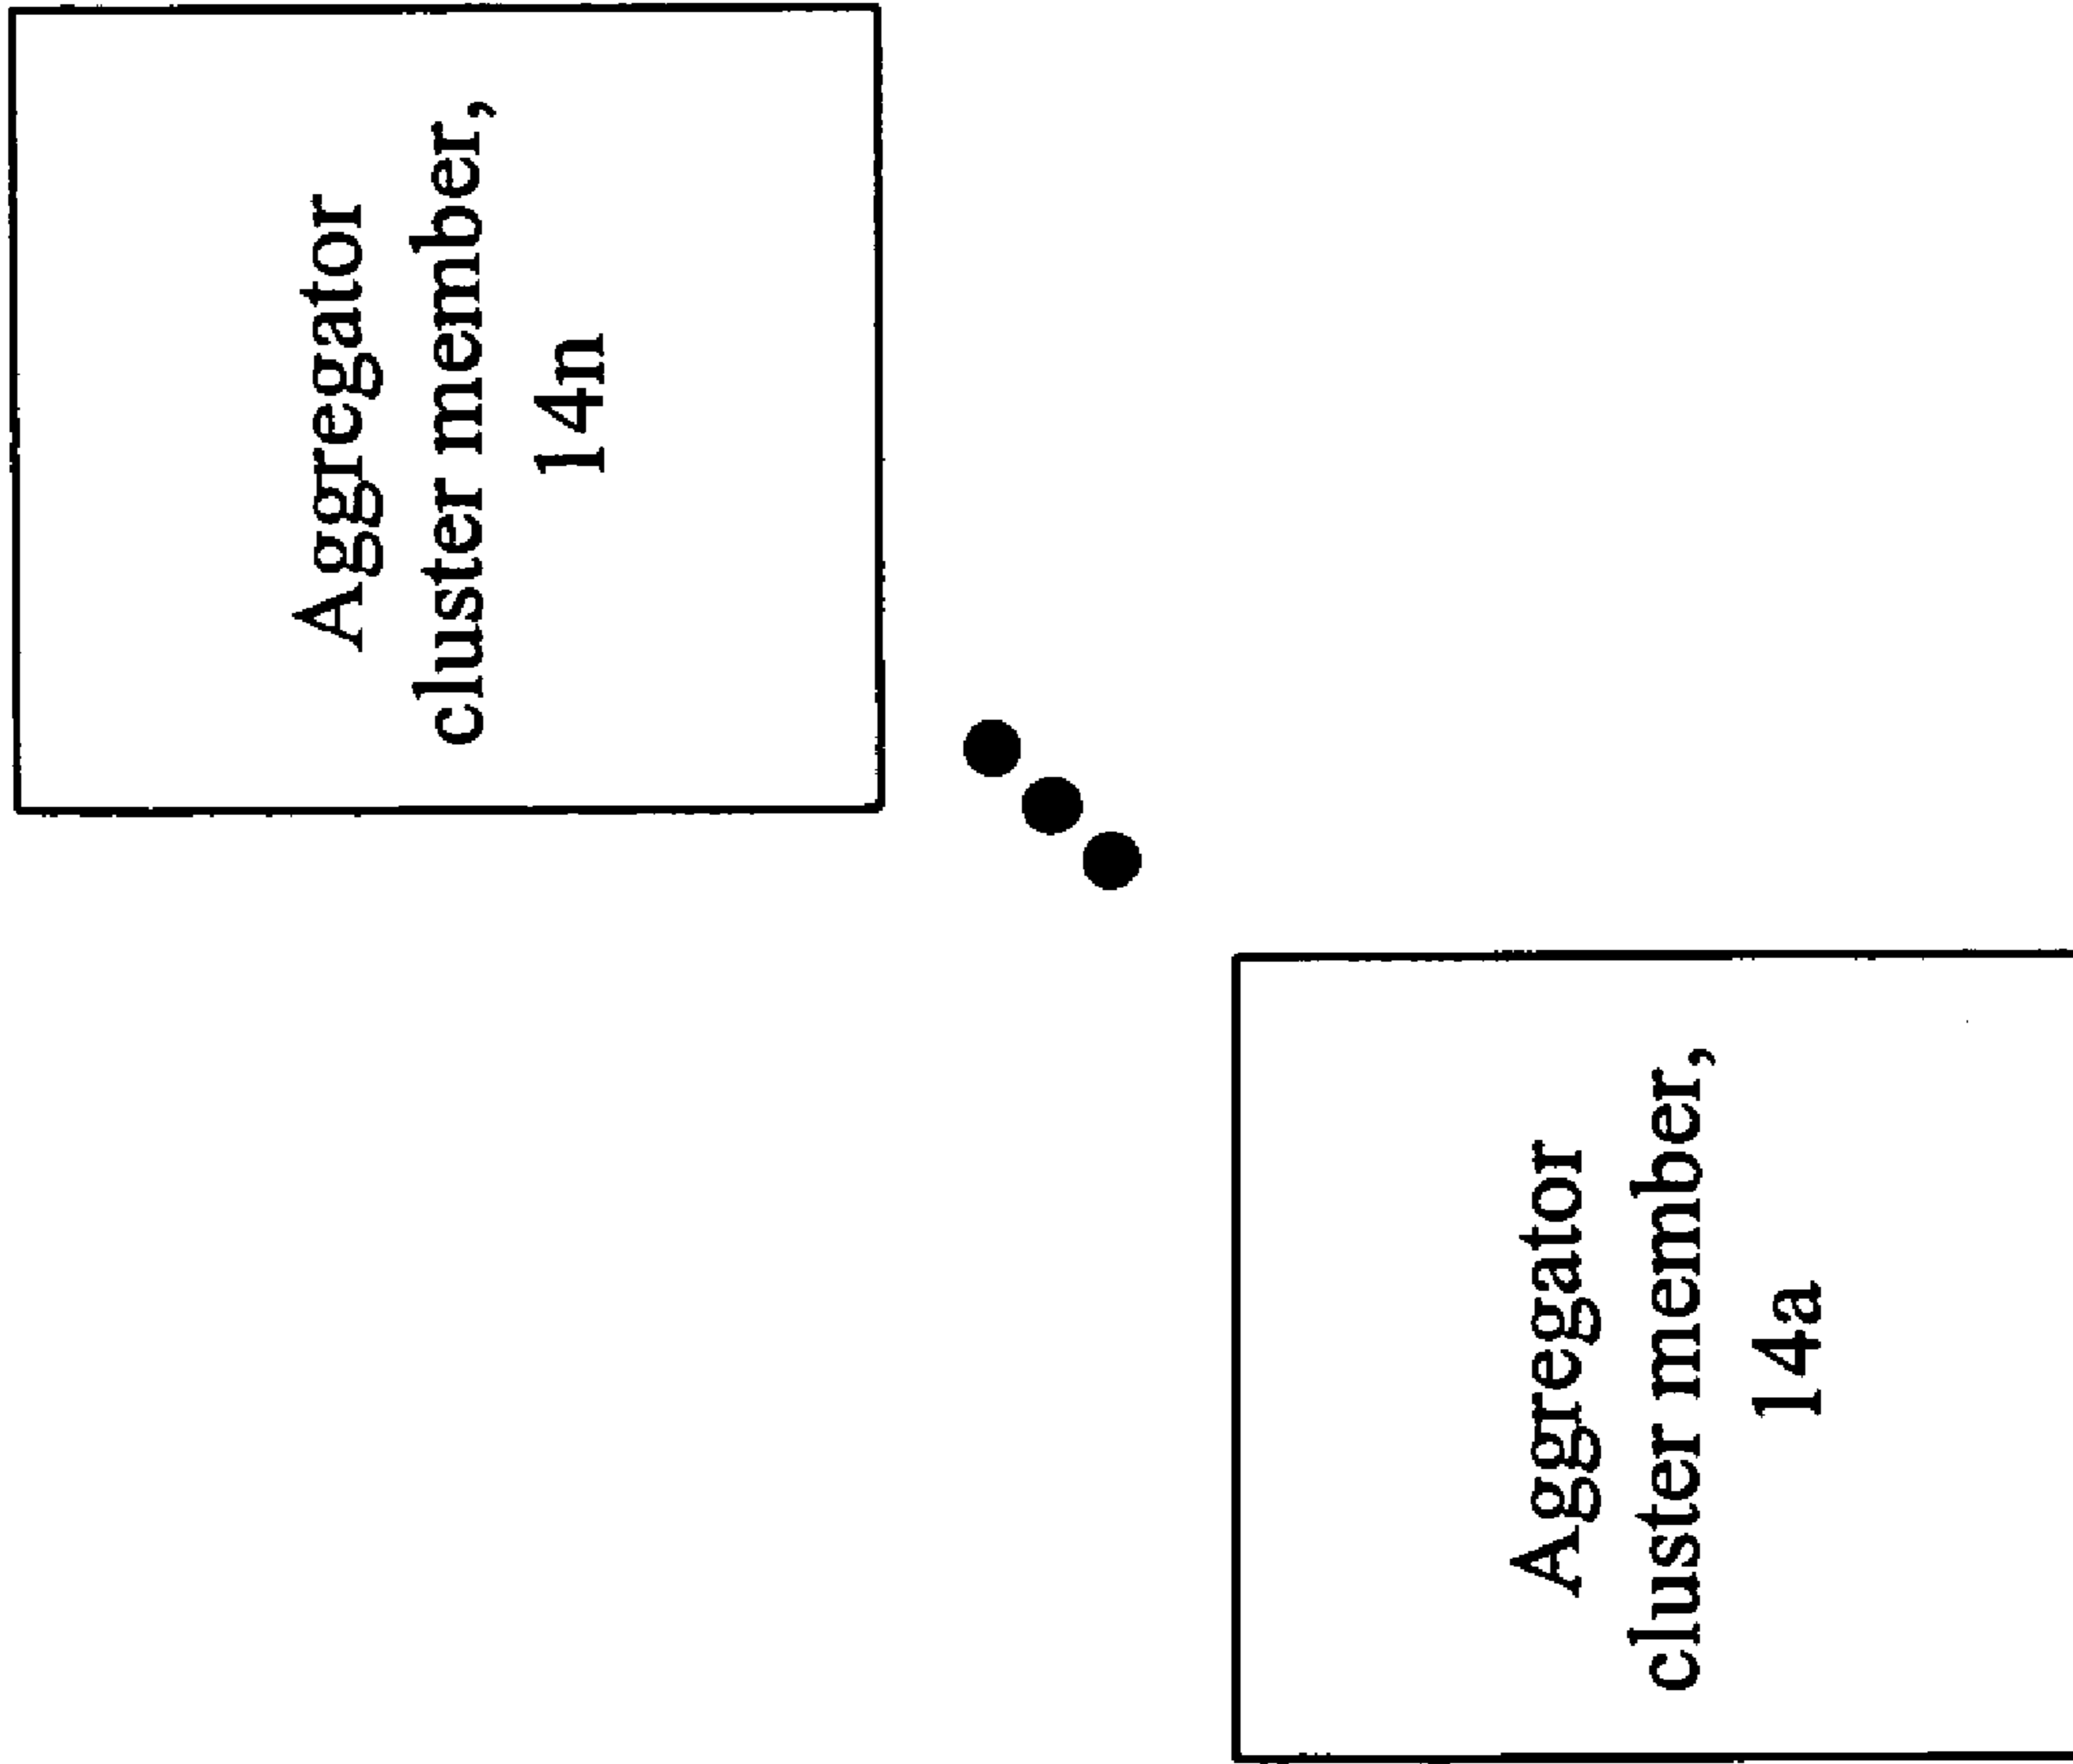 Aggregator
cluster member,
14n
Aggregator
cluster member,
14a